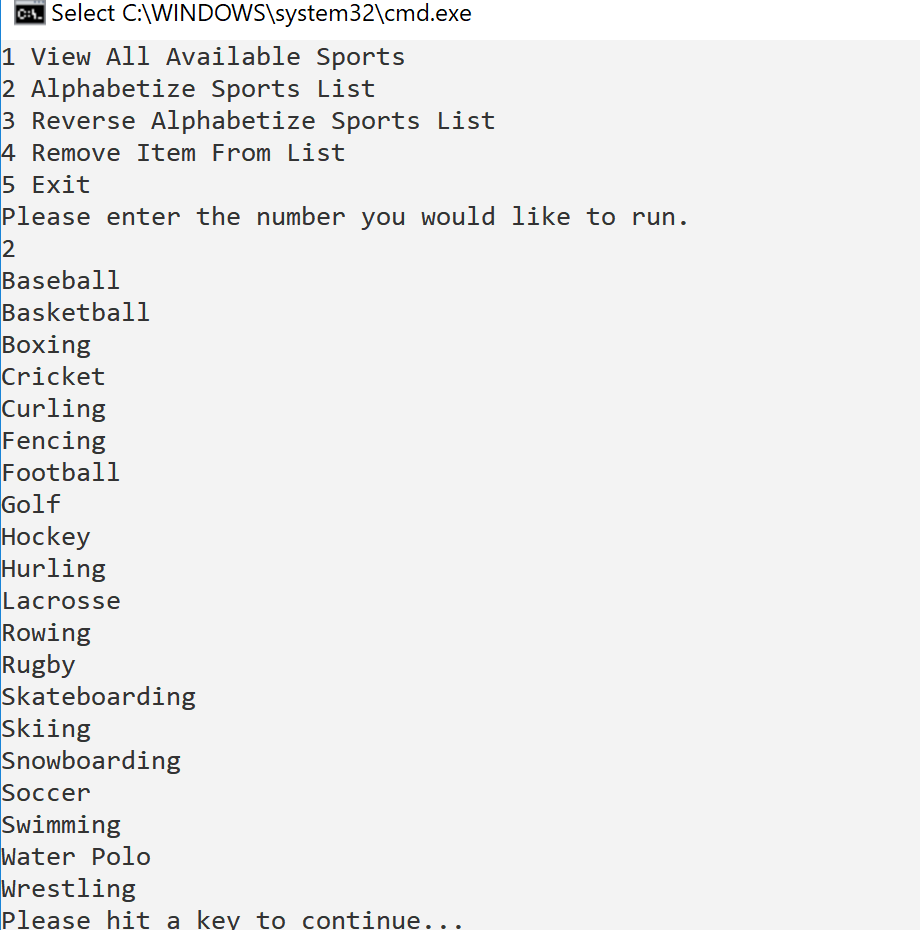 Select C:\WINDOWS\system32\cmd.exe
1 View All Available Sports
2 Alphabetize Sports List
3 Reverse Alphabetize Sports List
4 Remove Item From List
5 Exit
Please enter the number you would like to run.
2
Baseball
Basketball
Boxing
Cricket
Curling
Fencing
Football
Golf
Hockey
Hurling
Lacrosse
Rowing
Rugby
Skateboarding
Skiing
Snowboarding
Soccer
Swimming
Water Polo
Wrestling
Please hit a key to continue...